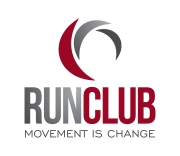 RUNCLUB
MOVEMENT IS CHANGE